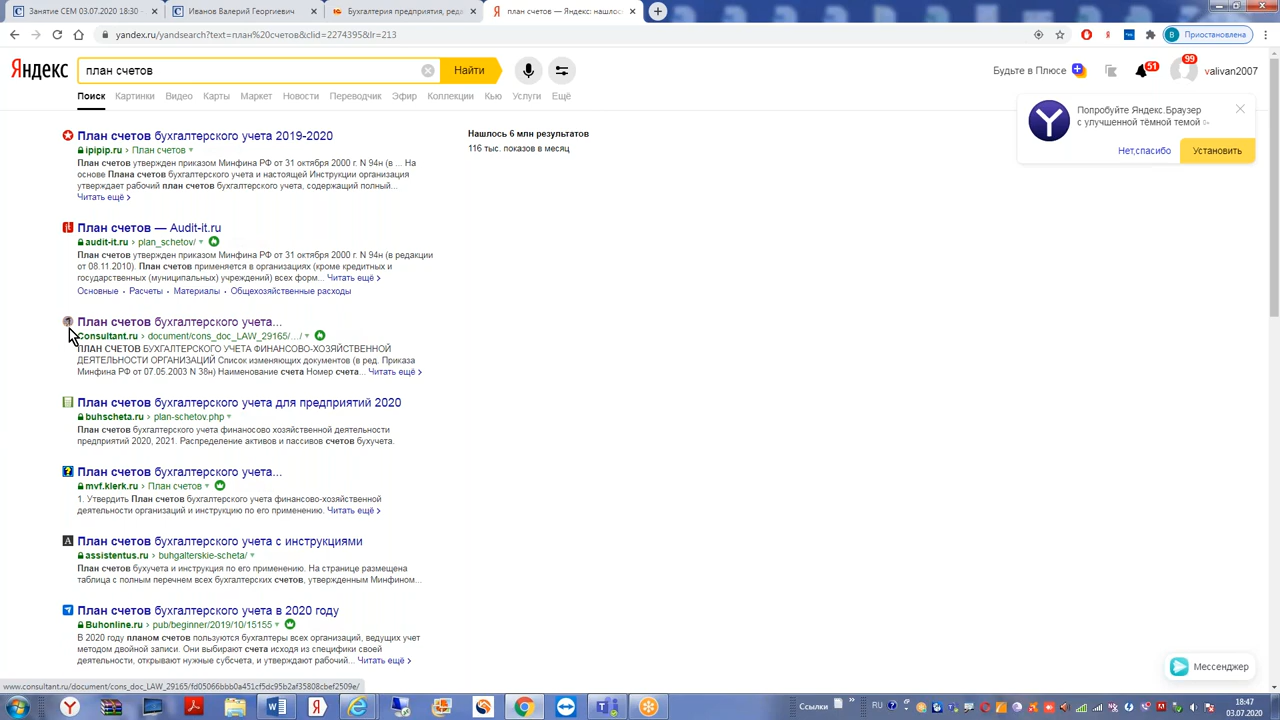 Занятие СЕМ 03.07.2020 18:30 -
Иванов Валерий Георгиевич
Бухгалтерия предприятия, реда
план счетов — Яндекс: нашлось
yandex.ru/yandsearch?text=план%20счетов&clid=2274395&lr=213
Приостановлена
Яндекс
план счетов
Найти
Будьте в Плюсе
51
99
valivan2007
Поиск Картинки Видео Карты Маркет Новости Переводчик Эфир Коллекции Кью Услуги Ещё
Попробуйте Яндекс.Браузер
с улучшенной тёмной темой
Нет,спасибо
Установить
План счетов бухгалтерского учета 2019-2020
ipipip.ru › План счетов
План счетов утвержден приказом Минфина РФ от 31 октября 2000 г. N 94н (в ... На
основе Плана счетов бухгалтерского учета и настоящей Инструкции организация
утверждает рабочий план счетов бухгалтерского учета, содержащий полный...
Читать ещё ›
Нашлось 6 млн результатов
116 тыс. показов в месяц
План счетов — Audit-it.ru
audit-it.ru › plan_schetov/
План счетов утвержден приказом Минфина РФ от 31 октября 2000 г. N 94н (в редакции
от 08.11.2010). План счетов применяется в организациях (кроме кредитных и
государственных (муниципальных) учреждений) всех форм... Читать ещё ›
Основные • Расчеты • Материалы • Общехозяйственные расходы
План счетов бухгалтерского учета...
Consultant.ru › document/cons_doc_LAW_29165/.../
ПЛАН СЧЕТОВ БУХГАЛТЕРСКОГО УЧЕТА ФИНАНСОВО-ХОЗЯЙСТВЕННОЙ
ДЕЯТЕЛЬНОСТИ ОРГАНИЗАЦИЙ Список изменяющих документов (в ред. Приказа
Минфина РФ от 07.05.2003 N 38н) Наименование счета Номер счета... Читать ещё ›
План счетов бухгалтерского учета для предприятий 2020
buhscheta.ru › plan-schetov.php
План счетов бухгалтерского учета финансово хозяйственной деятельности
предприятий 2020, 2021. Распределение активов и пассивов счетов бухучета.
План счетов бухгалтерского учета...
mvf.klerk.ru › План счетов
1. Утвердить План счетов бухгалтерского учета финансово-хозяйственной
деятельности организаций и инструкцию по его применению. Читать ещё ›
План счетов бухгалтерского учета с инструкциями
assistentus.ru › buhgalterskie-scheta/
План счетов бухучета и инструкция по его применению. На странице размещена
таблица с полным перечнем всех бухгалтерских счетов, утвержденным Минфином...
План счетов бухгалтерского учета в 2020 году
Buhonline.ru › pub/beginner/2019/10/15155
В 2020 году планом счетов пользуются бухгалтеры всех организаций, ведущих учет
методом двойной записи. Они выбирают счета исходя из специфики своей
деятельности, открывают нужные субсчета, и утверждают рабочий... Читать ещё ›
Мессенджер
www.consultant.ru/document/cons_doc_LAW_29165/fd05066bbb0a451cf5dc95b2af35808cbef2509e/
Ссылки
RU
18:47
03.07.2020